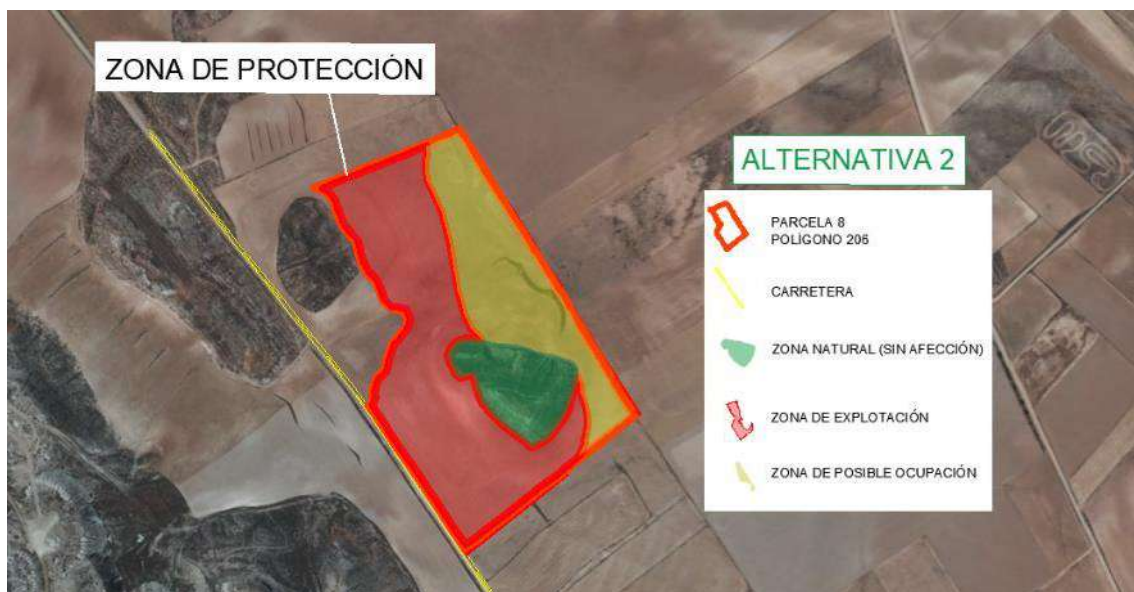 ZONA DE PROTECCIÓN
ALTERNATIVA 2
PARCELA 8
POLÍGONO 206
CARRETERA
ZONA NATURAL (SIN AFECCIÓN)
ZONA DE EXPLOTACIÓN
ZONA DE POSIBLE OCUPACIÓN